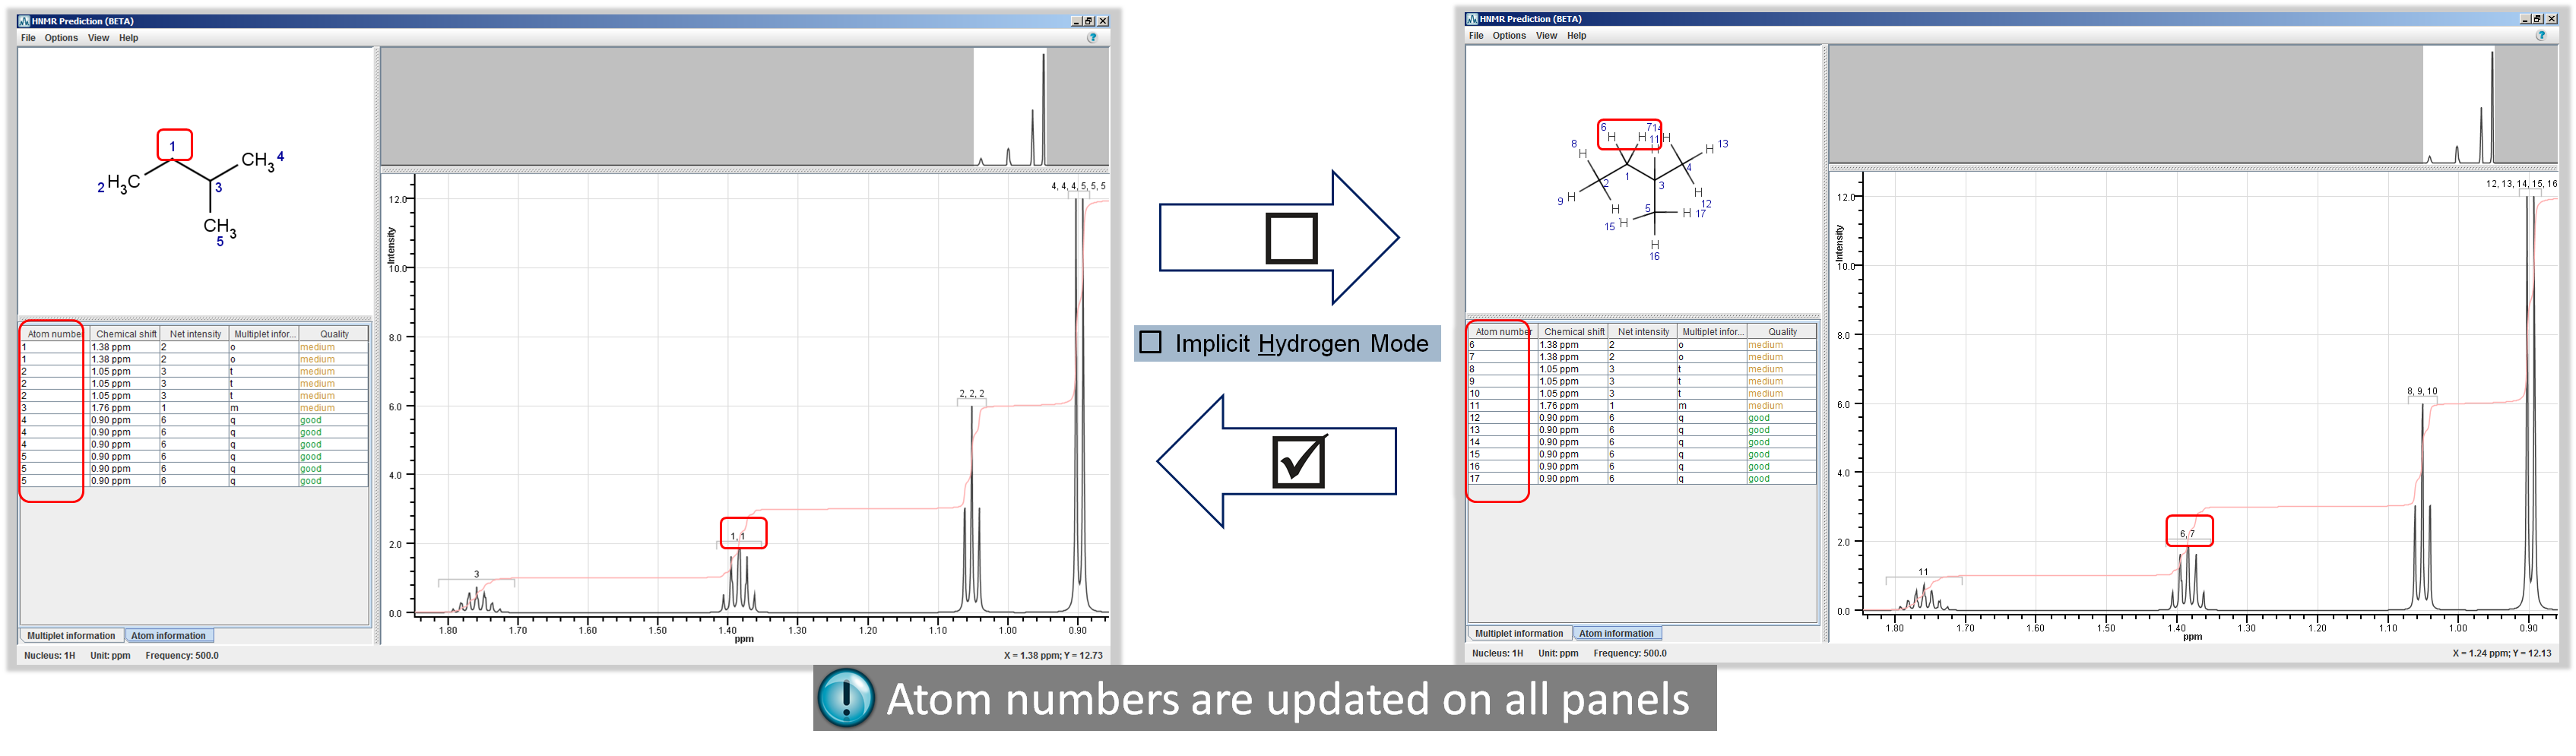 HNMR Prediction (BETA)
File Options View Help
1
2 H₃C
CH₃ 4
3
CH₃
5
Atom number Chemical shift Net intensity Multiplet infor... Quality
1 1.38 ppm 2 o medium
1 1.38 ppm 2 o medium
2 1.05 ppm 3 t medium
2 1.05 ppm 3 t medium
2 1.05 ppm 3 t medium
3 1.76 ppm 1 m medium
4 0.90 ppm 6 q good
4 0.90 ppm 6 q good
4 0.90 ppm 6 q good
5 0.90 ppm 6 q good
5 0.90 ppm 6 q good
5 0.90 ppm 6 q good
Multiplet information Atom information
Nucleus: 1H Unit: ppm Frequency: 500.0
4, 4, 4, 5, 5, 5
2, 2, 2
1, 1
3
Intensity
12.0
10.0
8.0
6.0
4.0
2.0
0.0
1.80 1.70 1.60 1.50 1.40 1.30 1.20 1.10 1.00 0.90
ppm
X = 1.38 ppm; Y = 12.73
Implicit Hydrogen Mode
HNMR Prediction (BETA)
File Options View Help
6 7 14
H H 11 H 13
8 H H H
1 4
2 3 H
9 H H 12
5 H 17
15 H
H
16
Atom number Chemical shift Net intensity Multiplet infor... Quality
6 1.38 ppm 2 o medium
7 1.38 ppm 2 o medium
8 1.05 ppm 3 t medium
9 1.05 ppm 3 t medium
10 1.05 ppm 3 t medium
11 1.76 ppm 1 m medium
12 0.90 ppm 6 q good
13 0.90 ppm 6 q good
14 0.90 ppm 6 q good
15 0.90 ppm 6 q good
16 0.90 ppm 6 q good
17 0.90 ppm 6 q good
Multiplet information Atom information
Nucleus: 1H Unit: ppm Frequency: 500.0
12, 13, 14, 15, 16
8, 9, 10
6, 7
11
Intensity
12.0
10.0
8.0
6.0
4.0
2.0
0.0
1.80 1.70 1.60 1.50 1.40 1.30 1.20 1.10 1.00 0.90
ppm
X = 1.24 ppm; Y = 12.13
Atom numbers are updated on all panels